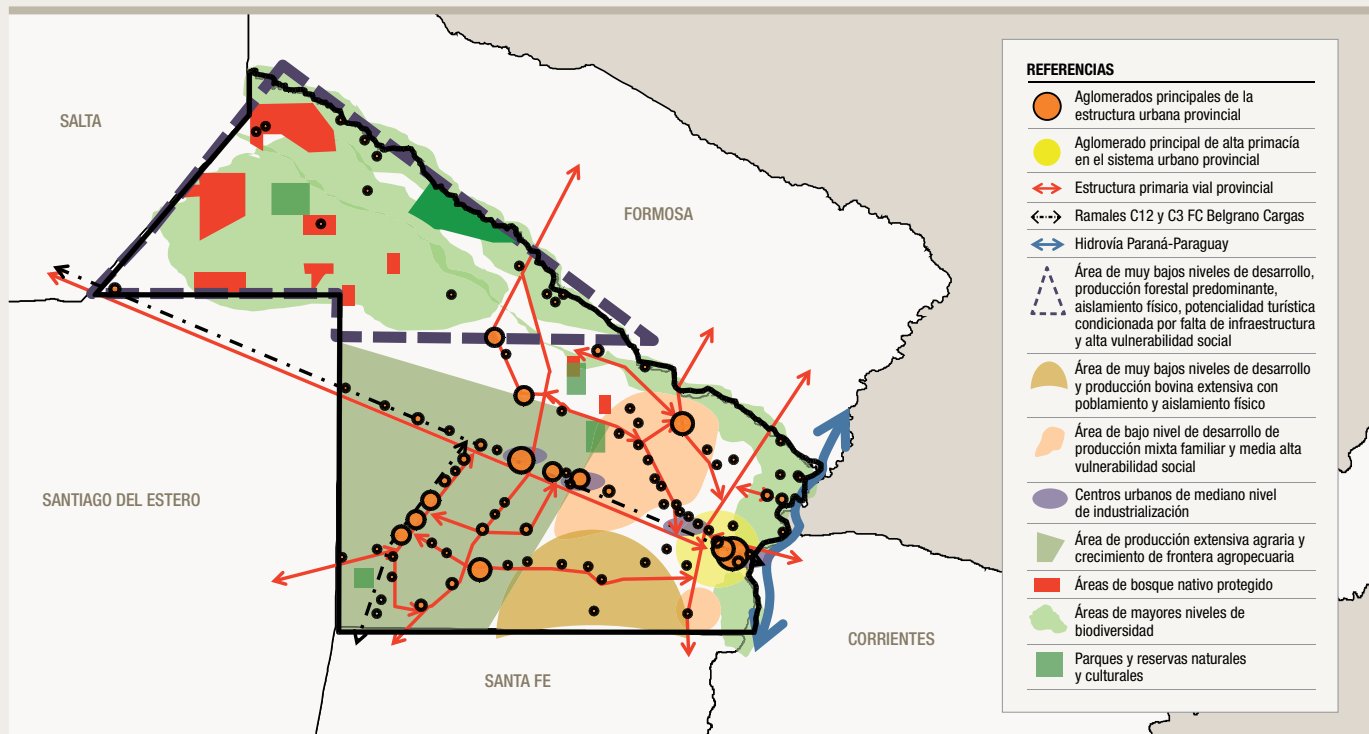 SALTA
FORMOSA
SANTIAGO DEL ESTERO
SANTA FE
CORRIENTES
REFERENCIAS
Aglomerados principales de la
estructura urbana provincial
Aglomerado principal de alta primacía
en el sistema urbano provincial
Estructura primaria vial provincial
Ramales C12 y C3 FC Belgrano Cargas
Hidrovía Paraná-Paraguay
Área de muy bajos niveles de desarrollo,
producción forestal predominante,
aislamiento físico, potencialidad turística
condicionada por falta de infraestructura
y alta vulnerabilidad social
Área de muy bajos niveles de desarrollo
y producción bovina extensiva con
poblamiento y aislamiento físico
Área de bajo nivel de desarrollo de
producción mixta familiar y media alta
vulnerabilidad social
Centros urbanos de mediano nivel
de industrialización
Área de producción extensiva agraria y
crecimiento de frontera agropecuaria
Áreas de bosque nativo protegido
Áreas de mayores niveles de
biodiversidad
Parques y reservas naturales
y culturales